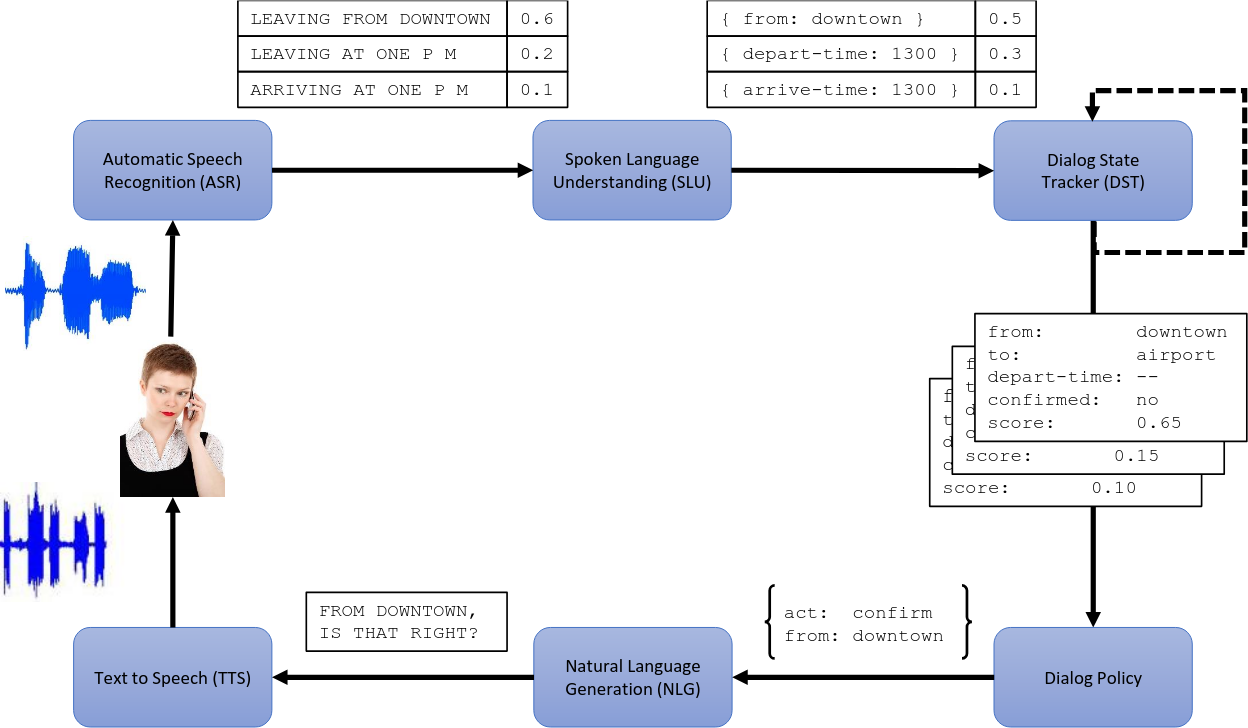 LEAVING FROM DOWNTOWN 0.6
LEAVING AT ONE P M 0.2
ARRIVING AT ONE P M 0.1
{ from: downtown } 0.5
{ depart-time: 1300 } 0.3
{ arrive-time: 1300 } 0.1
Automatic Speech
Recognition (ASR)
Spoken Language
Understanding (SLU)
Dialog State
Tracker (DST)
from: downtown
to: airport
depart-time: --
confirmed: no
score: 0.65
f
t
d
c
score: 0.15
f
t
d
c
score: 0.10
act: confirm
from: downtown
FROM DOWNTOWN,
IS THAT RIGHT?
Text to Speech (TTS)
Natural Language
Generation (NLG)
Dialog Policy